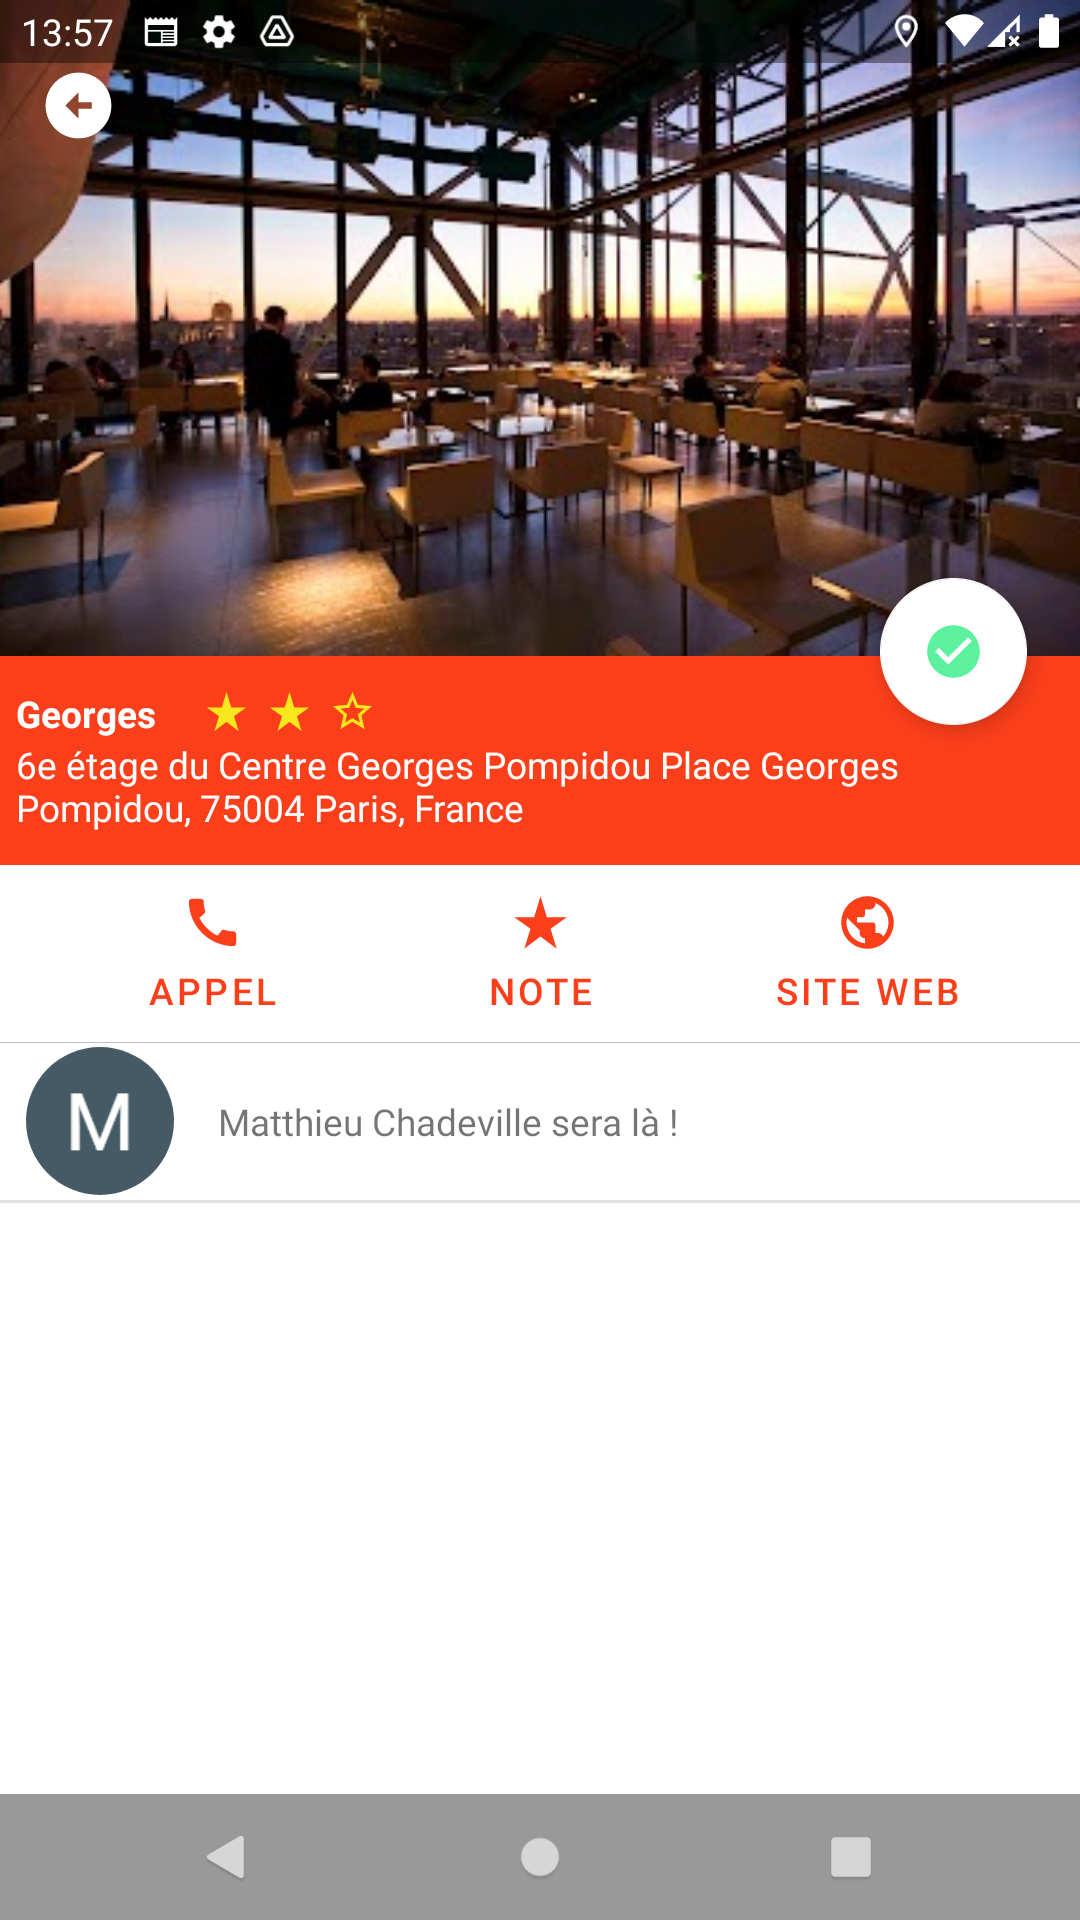 13:57
Georges
6e étage du Centre Georges Pompidou Place Georges
Pompidou, 75004 Paris, France
APPEL NOTE SITE WEB
M
Matthieu Chadeville sera là !